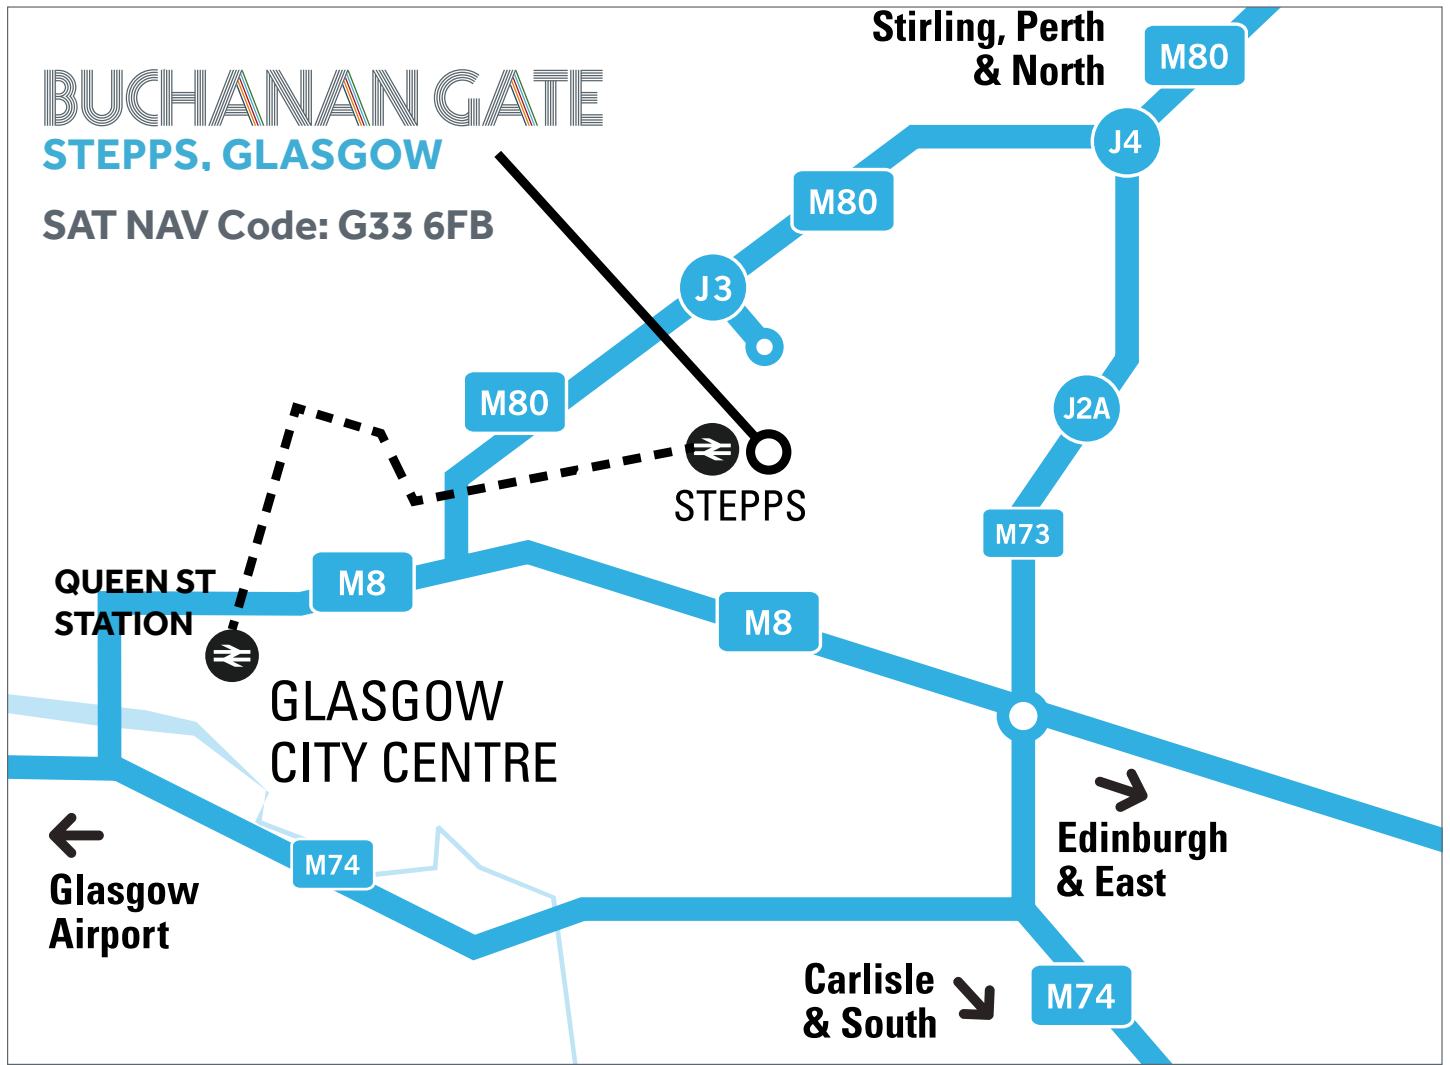 BUCHANAN GATE
STEPPS, GLASGOW
SAT NAV Code: G33 6FB
Stirling, Perth
& North
M80
J4
M80
J3
M80
J2A
STEPPS
M73
QUEEN ST
STATION
M8
M8
GLASGOW
CITY CENTRE
Edinburgh
& East
M74
Glasgow
Airport
Carlisle
& South
M74